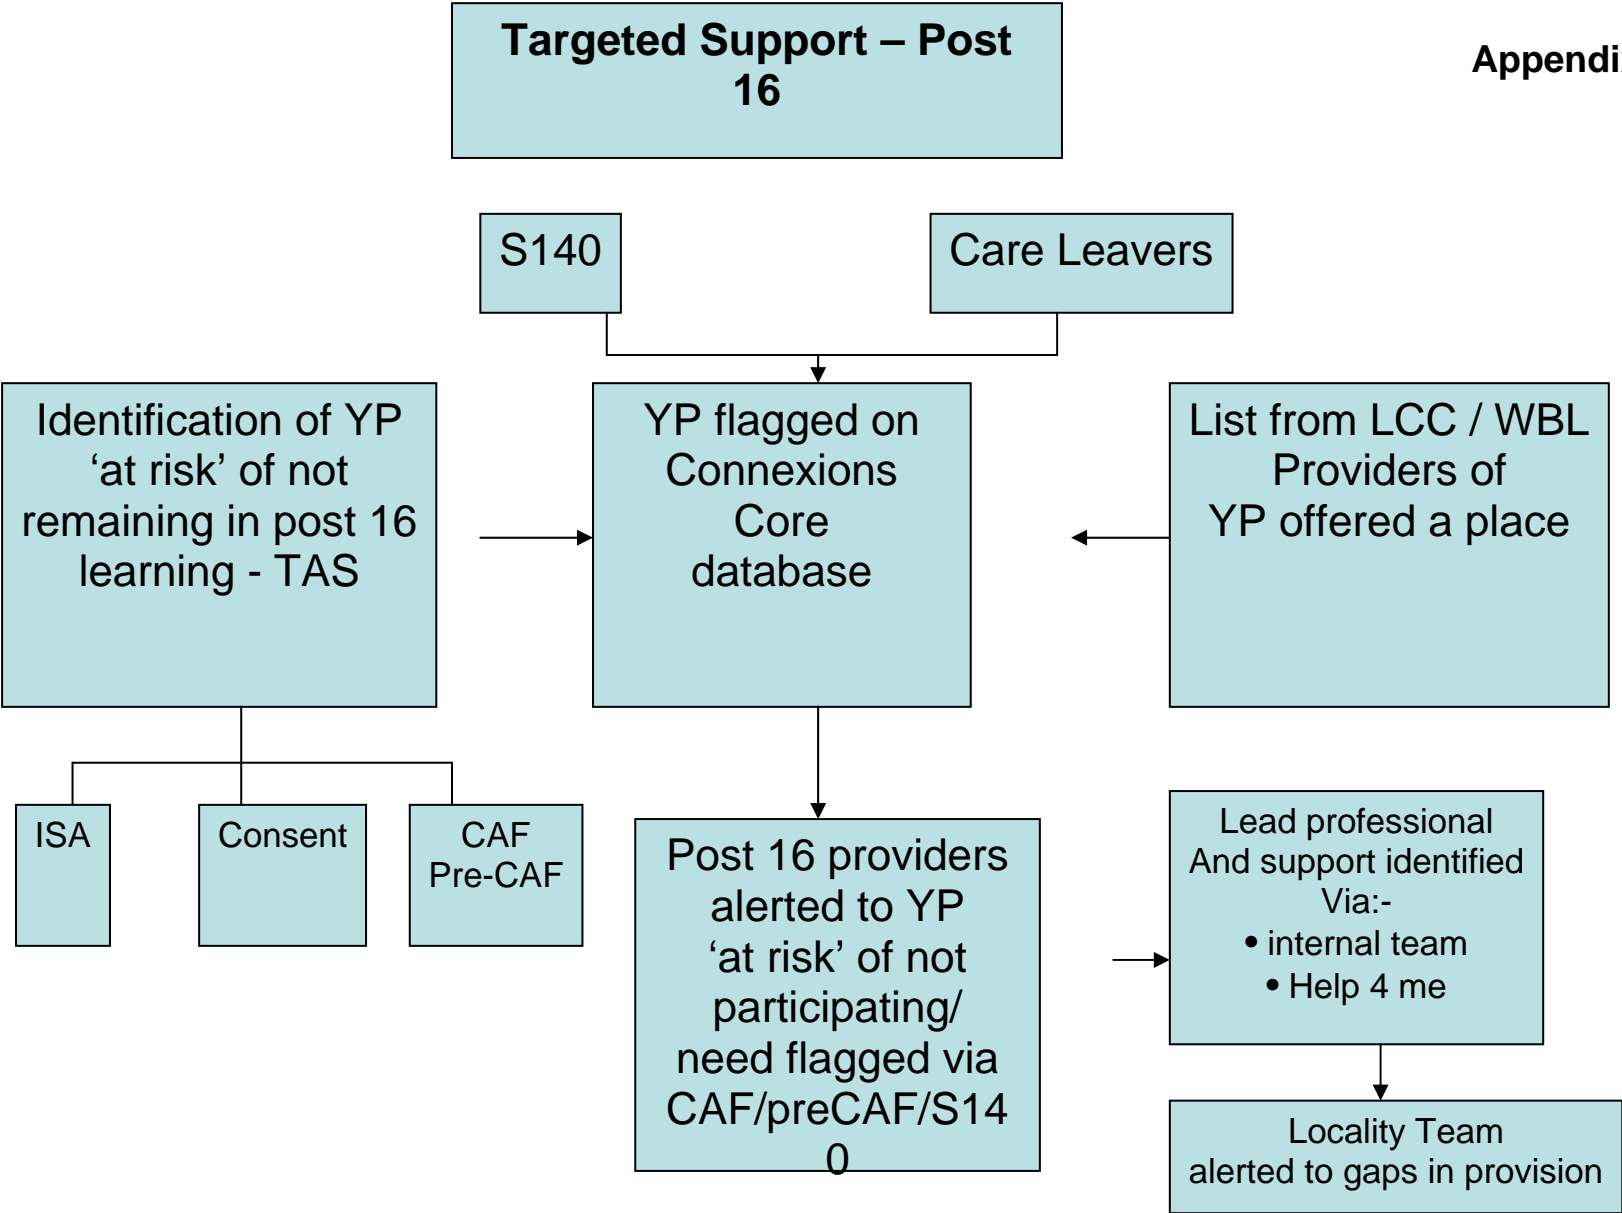 Targeted Support – Post
16
S140
Care Leavers
Identification of YP
‘at risk’ of not
remaining in post 16
learning - TAS
YP flagged on
Connexions
Core
database
List from LCC / WBL
Providers of
YP offered a place
ISA
Consent
CAF
Pre-CAF
Post 16 providers
alerted to YP
‘at risk’ of not
participating/
need flagged via
CAF/preCAF/S14
0
Lead professional
And support identified
Via:-
• internal team
• Help 4 me
Locality Team
alerted to gaps in provision